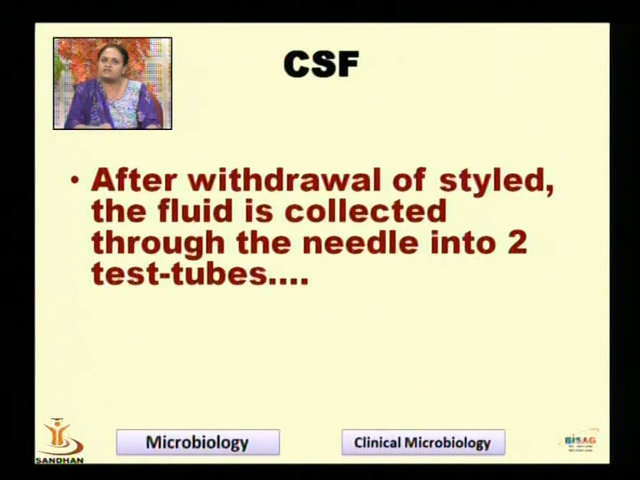 CSF
• After withdrawal of styled,
the fluid is collected
through the needle into 2
test-tubes....
Microbiology
Clinical Microbiology
SANDHAN
BISAG